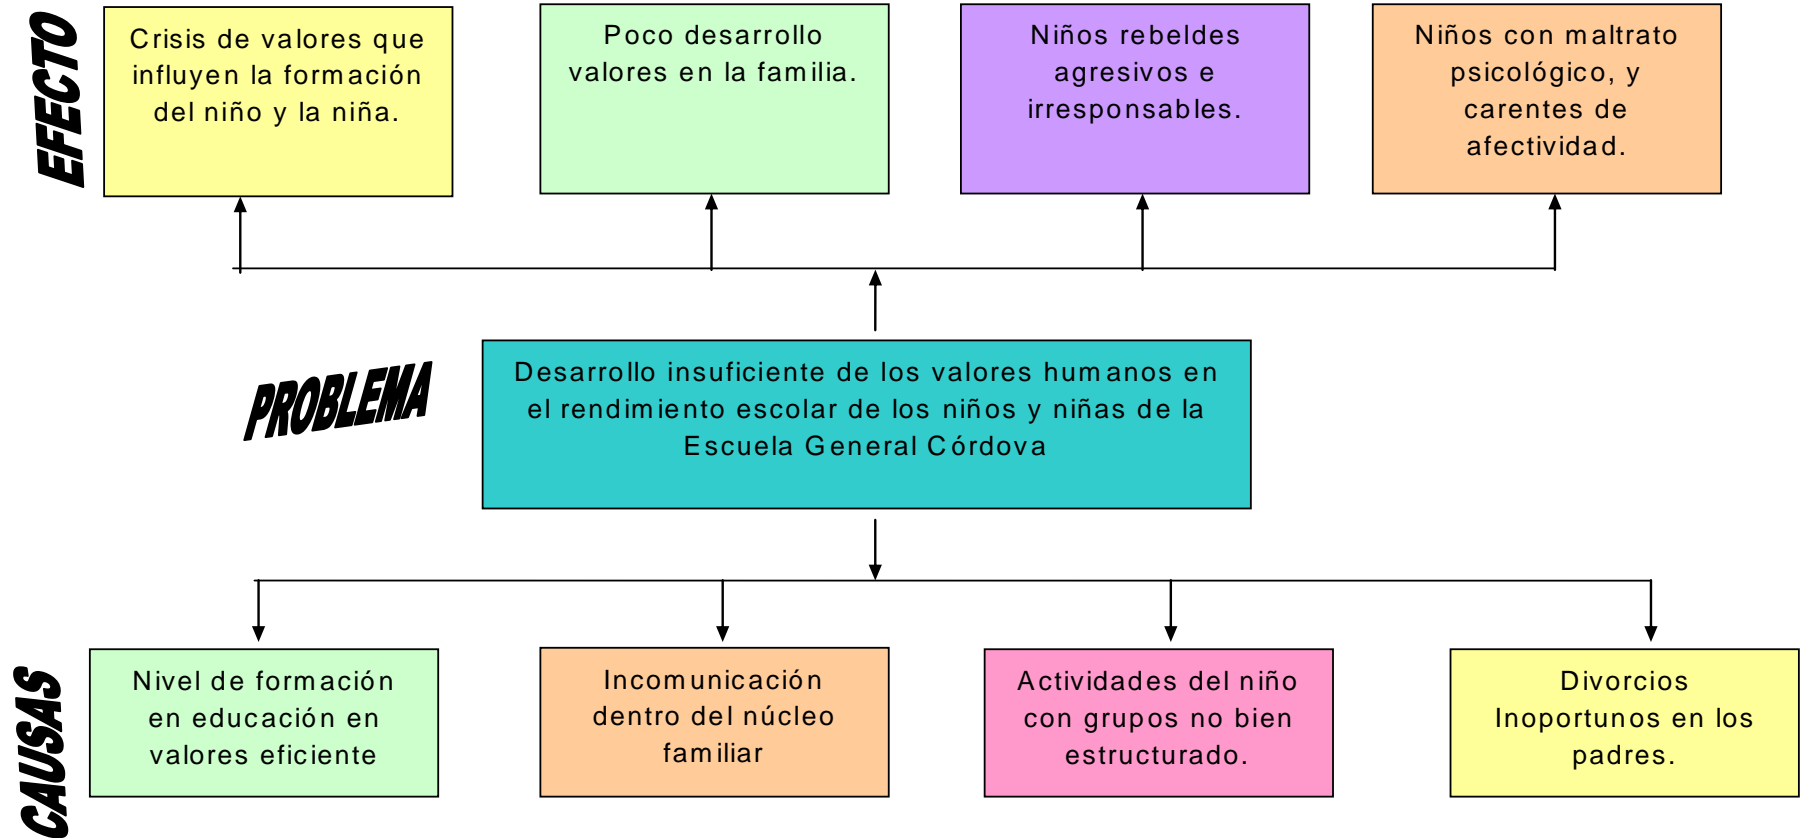 EFECTO
Crisis de valores que
influyen la formación
del niño y la niña.
Poco desarrollo
valores en la familia.
Niños rebeldes
agresivos e
irresponsables.
Niños con maltrato
psicológico, y
carentes de
afectividad.
PROBLEMA
Desarrollo insuficiente de los valores humanos en
el rendimiento escolar de los niños y niñas de la
Escuela General Córdova
CAUSAS
Nivel de formación
en educación en
valores eficiente
Incomunicación
dentro del núcleo
familiar
Actividades del niño
con grupos no bien
estructurado.
Divorcios
Inoportunos en los
padres.